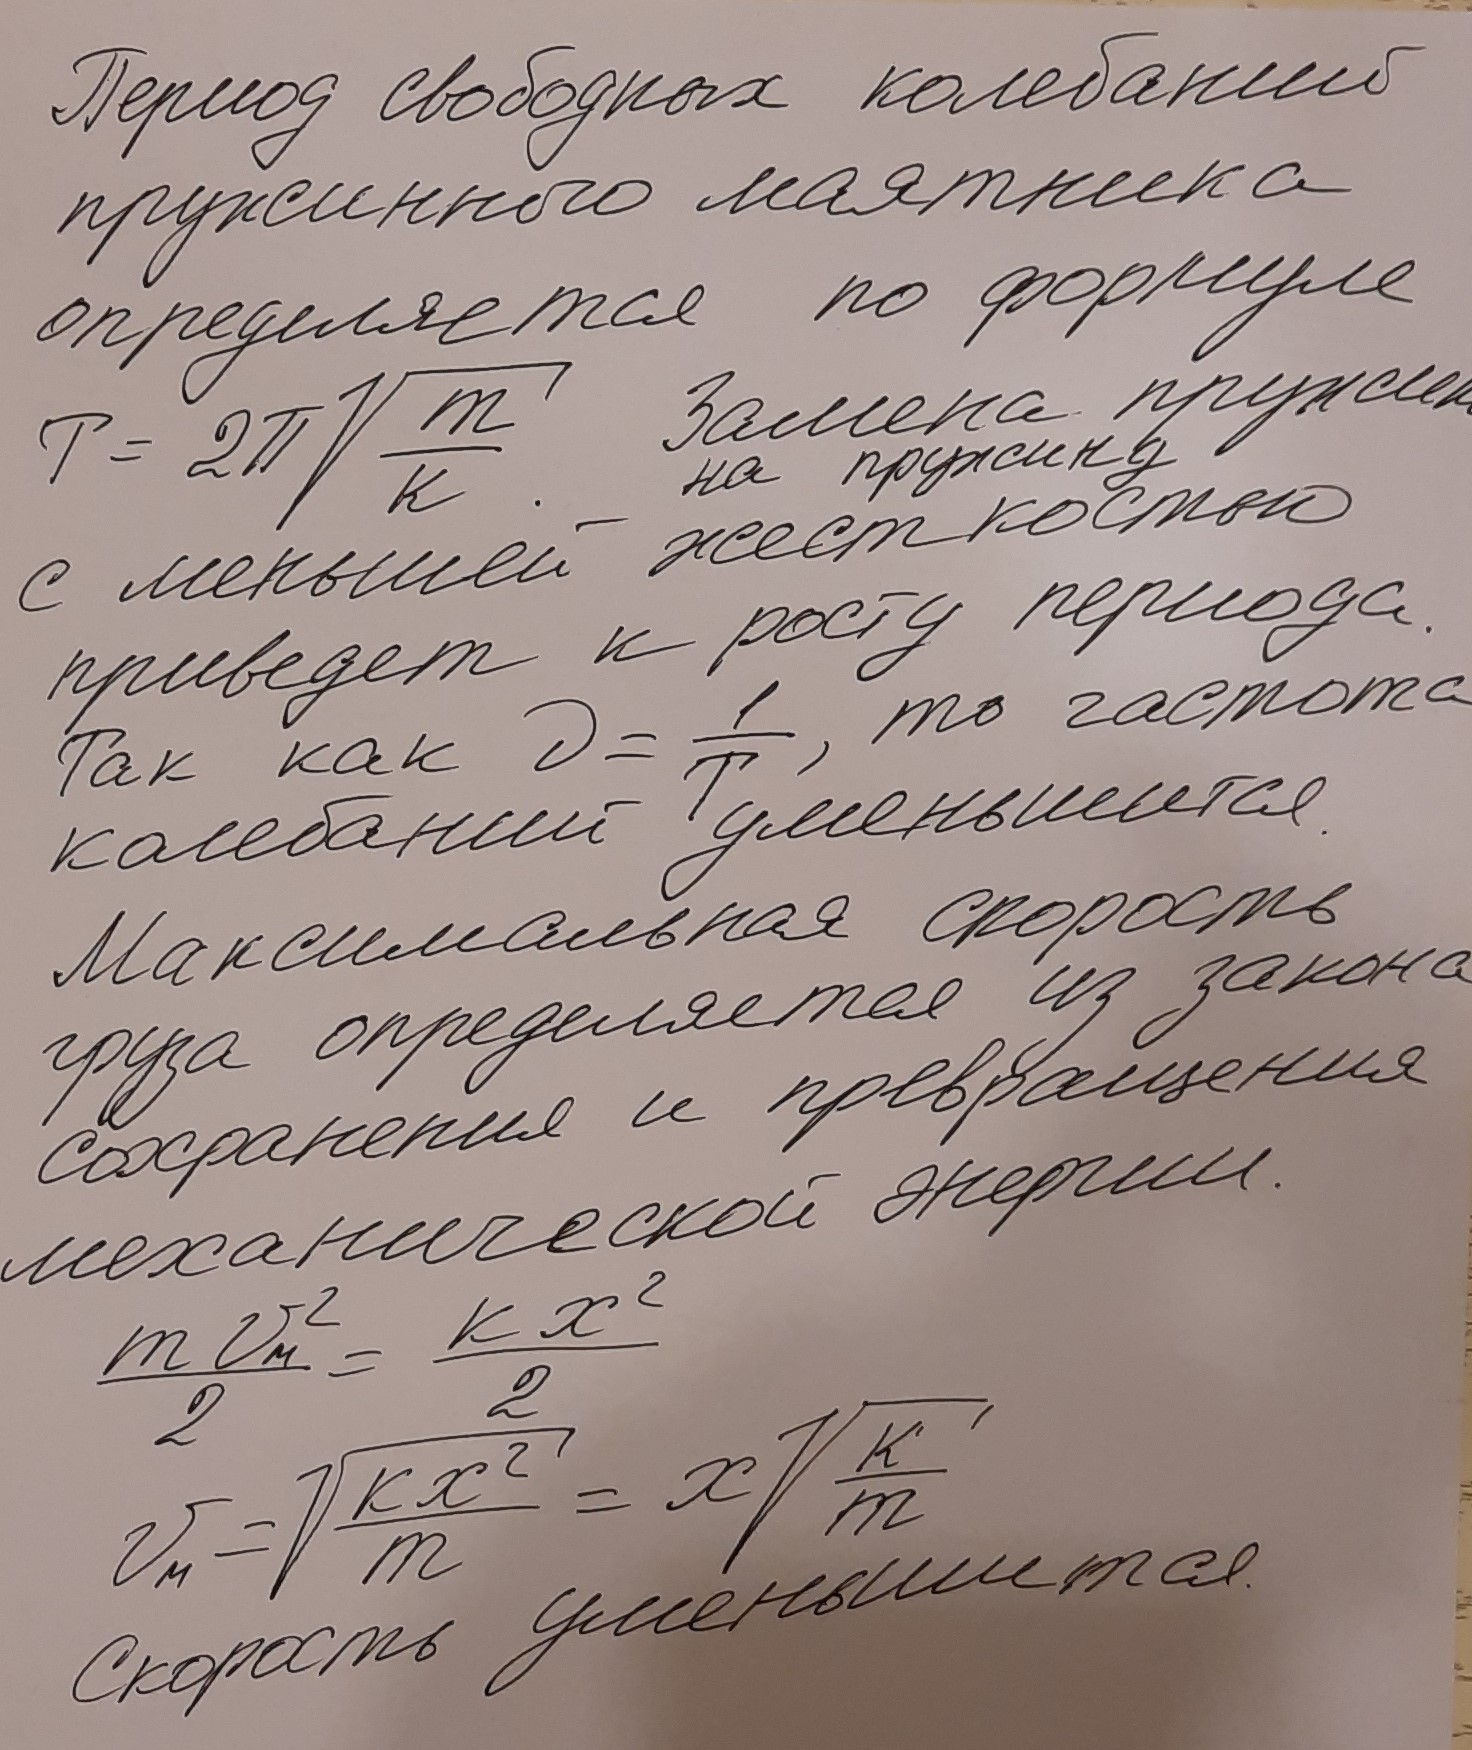 Период свободных колебаний
пружинного маятника
определяется по формуле
T = 2π√(m/k). Замена пружины
на пружину
с меньшей жесткостью
приведет к росту периода.
Так как ν = 1/T, то частота
колебаний уменьшится.
Максимальная скорость
груза определяется из закона
сохранения и превращения
механической энергии.
mv_м²/2 = kx²/2
v_м = √(kx²/m) = x√(k/m)
Скорость уменьшится.